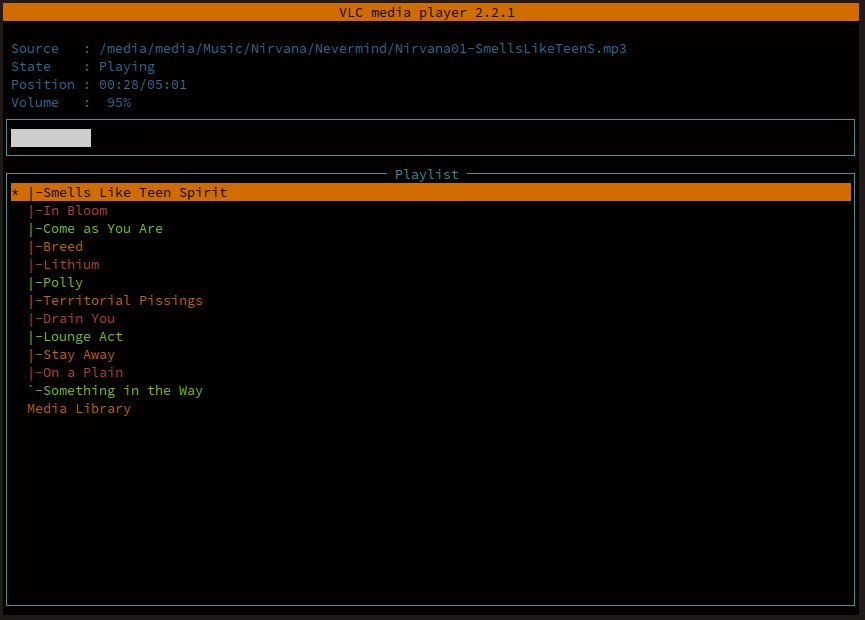 VLC media player 2.2.1
Source   : /media/media/Music/Nirvana/Nevermind/Nirvana01-SmellsLikeTeenS.mp3
State    : Playing
Position : 00:28/05:01
Volume   :  95%
Playlist
* |-Smells Like Teen Spirit
|-In Bloom
|-Come as You Are
|-Breed
|-Lithium
|-Polly
|-Territorial Pissings
|-Drain You
|-Lounge Act
|-Stay Away
|-On a Plain
`-Something in the Way
Media Library